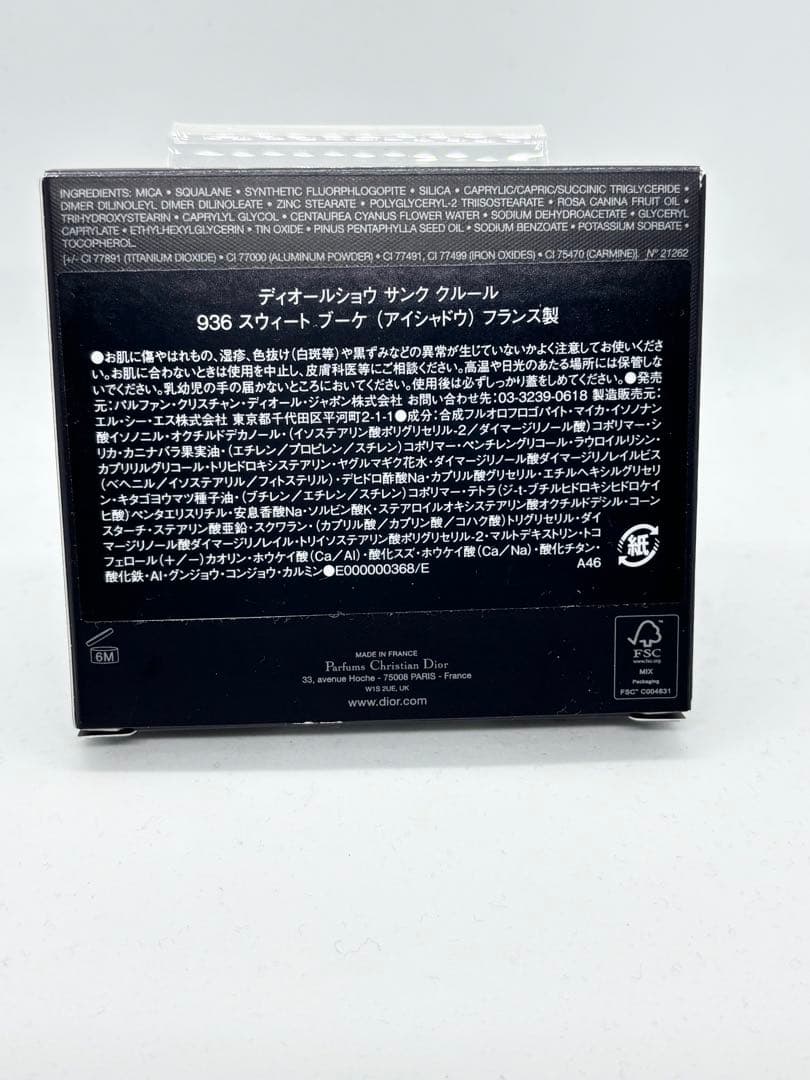 INGREDIENTS: MICA • SQUALANE • SYNTHETIC FLUORPHLOGOPITE • SILICA • CAPRYLIC/CAPRIC/SUCCINIC TRIGLYCERIDE •
DIMER DILINOLEYL DIMER DILINOLEATE • ZINC STEARATE • POLYGLYCERYL-2 TRIISOSTEARATE • ROSA CANINA FRUIT OIL •
TRIHYDROXYSTEARIN • CAPRYLYL GLYCOL • CENTAUREA CYANUS FLOWER WATER • SODIUM DEHYDROACETATE • GLYCERYL
CAPRYLATE • ETHYLHEXYLGLYCERIN • TIN OXIDE • PINUS PENTAPHYLLA SEED OIL • SODIUM BENZOATE • POTASSIUM SORBATE •
TOCOPHEROL.
[+/- CI 77891 (TITANIUM DIOXIDE) • CI 77000 (ALUMINUM POWDER) • CI 77491, CI 77499 (IRON OXIDES) • CI 75470 (CARMINE)]. N° 21262
ディオールショウ サンク クルール
936 スウィート ブーケ (アイシャドウ) フランス製
●お肌に傷やはれもの、湿疹、色抜け(白斑等)や黒ずみなどの異常が生じていないかよく注意してお使いくださ
い。お肌に合わないときは使用を中止し、皮膚科医等にご相談ください。高温や日光のあたる場所には保管しな
いでください。乳幼児の手の届かないところにおいてください。使用後は必ずしっかり蓋をしめてください。●発売
元:パルファン・クリスチャン・ディオール・ジャポン株式会社 お問い合わせ先:03-3239-0618 製造販売元:
エル・シー・エス株式会社 東京都千代田区平河町2-1-1●成分:合成フルオロフロゴパイト・マイカ・イソノナン
酸イソノニル・オクチルドデカノール・(イソステアリン酸ポリグリセリル-2/ダイマージリノール酸)コポリマー・シ
リカ・カニナバラ果実油・(エチレン/プロピレン/スチレン)コポリマー・ペンチレングリコール・ラウロイルリシン・
カプリリルグリコール・トリヒドロキシステアリン・ヤグルマギク花水・ダイマージリノール酸ダイマージリノレイルビス
(ベヘニル/イソステアリル/フィトステリル)・デヒドロ酢酸Na・カプリル酸グリセリル・エチルヘキシルグリセリ
ン・キタゴヨウマツ種子油・(ブチレン/エチレン/スチレン)コポリマー・テトラ(ジ-t-ブチルヒドロキシヒドロケイ
ヒ酸)ペンタエリスチル・安息香酸Na・ソルビン酸K・ステアロイルオキシステアリン酸オクチルドデシル・コーン
スターチ・ステアリン酸亜鉛・スクワラン・(カプリル酸/カプリン酸/コハク酸)トリグリセリル・ダイ
マージリノール酸ダイマージリノレイル・トリイソステアリン酸ポリグリセリル-2・マルトデキストリン・トコ
フェロール(+/-)カオリン・ホウケイ酸(Ca/Al)・酸化スズ・ホウケイ酸(Ca/Na)・酸化チタン・
酸化鉄・Al・グンジョウ・コンジョウ・カルミン●E000000368/E
紙
A46
6M
MADE IN FRANCE
Parfums Christian Dior
33, avenue Hoche - 75008 PARIS - France
W1S 2UE, UK
www.dior.com
FSC
www.fsc.org
MIX
Packaging
FSC™ C004831